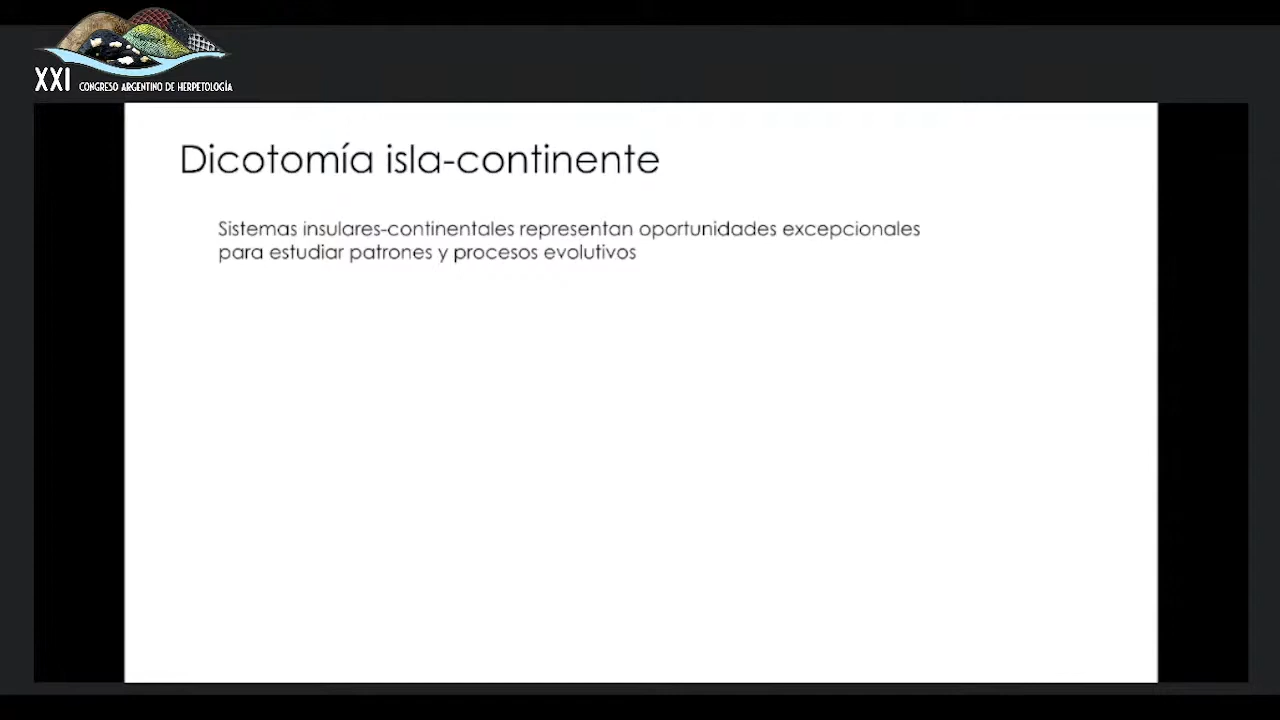 XXI CONGRESO ARGENTINO DE HERPETOLOGÍA
Dicotomía isla-continente
Sistemas insulares-continentales representan oportunidades excepcionales
para estudiar patrones y procesos evolutivos